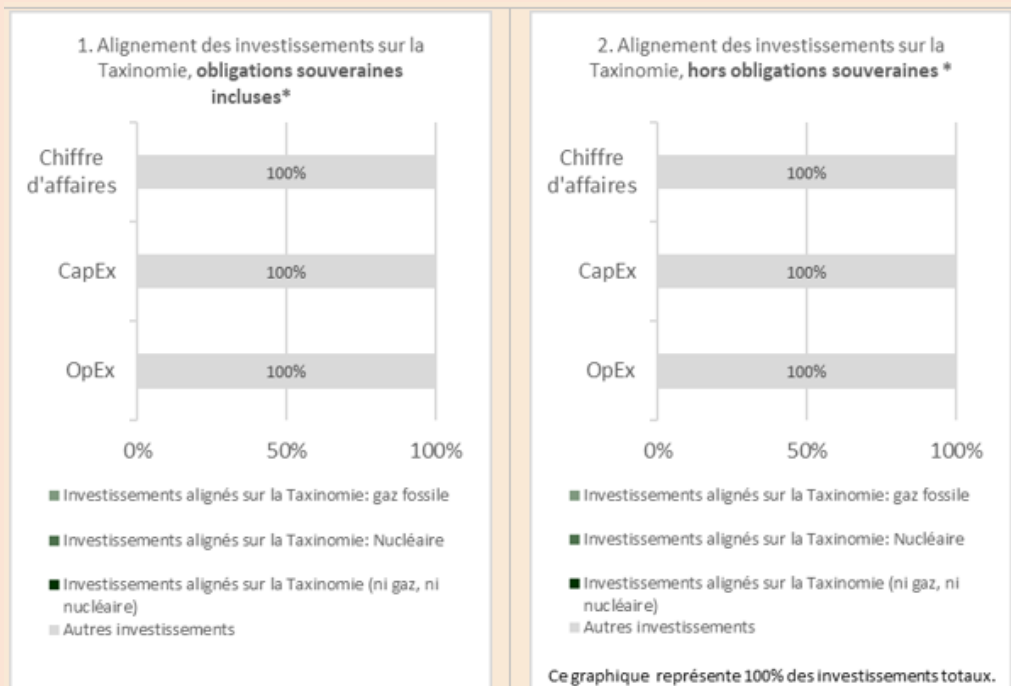 1. Alignement des investissements sur la
Taxinomie, obligations souveraines
incluses*
Chiffre
d'affaires
100%
CapEx
100%
OpEx
100%
0%
50%
100%
Investissements alignés sur la Taxinomie: gaz fossile
Investissements alignés sur la Taxinomie: Nucléaire
Investissements alignés sur la Taxinomie (ni gaz, ni
nucléaire)
Autres investissements
2. Alignement des investissements sur la
Taxinomie, hors obligations souveraines *
Chiffre
d'affaires
100%
CapEx
100%
OpEx
100%
0%
50%
100%
Investissements alignés sur la Taxinomie: gaz fossile
Investissements alignés sur la Taxinomie: Nucléaire
Investissements alignés sur la Taxinomie (ni gaz, ni
nucléaire)
Autres investissements
Ce graphique représente 100% des investissements totaux.